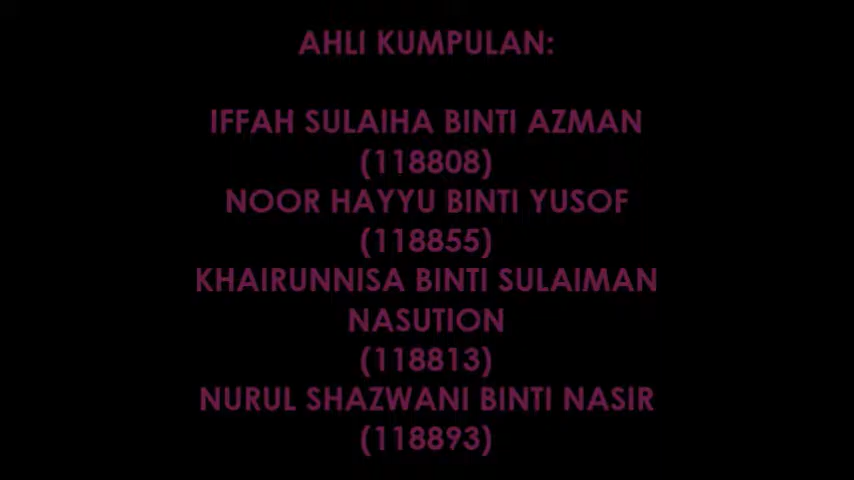 AHLI KUMPULAN:
IFFAH SULAIHA BINTI AZMAN
(118808)
NOOR HAYYU BINTI YUSOF
(118855)
KHAIRUNNISA BINTI SULAIMAN
NASUTION
(118813)
NURUL SHAZWANI BINTI NASIR
(118893)